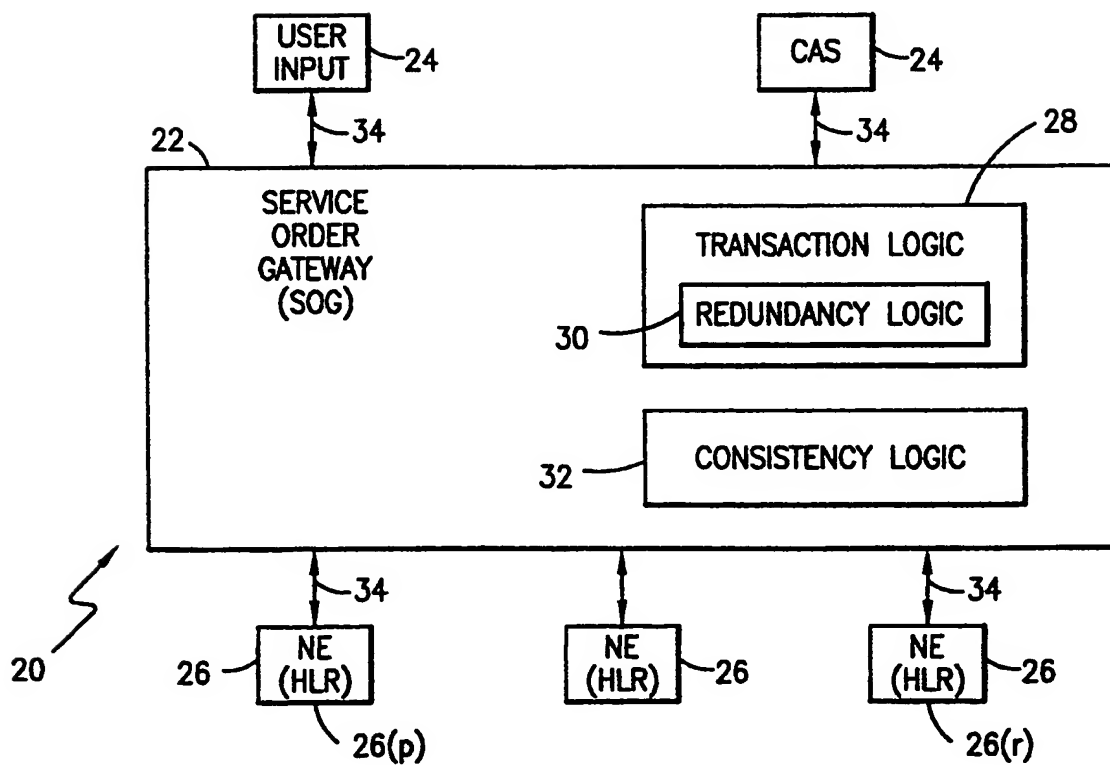 USER
INPUT
24
CAS
24
34
34
22
28
SERVICE
ORDER
GATEWAY
(SOG)
TRANSACTION LOGIC
REDUNDANCY LOGIC
30
CONSISTENCY LOGIC
32
34
34
20
26
NE
(HLR)
NE
(HLR)
26
NE
(HLR)
26
26(p)
26(r)